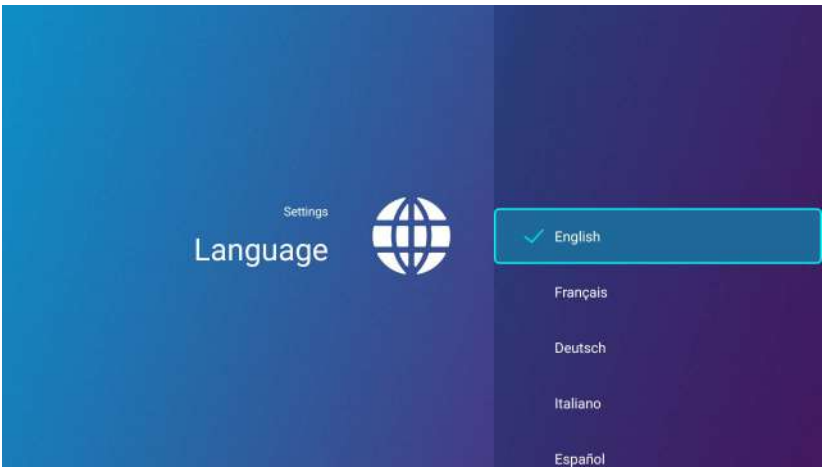 Settings
Language
English
Français
Deutsch
Italiano
Español